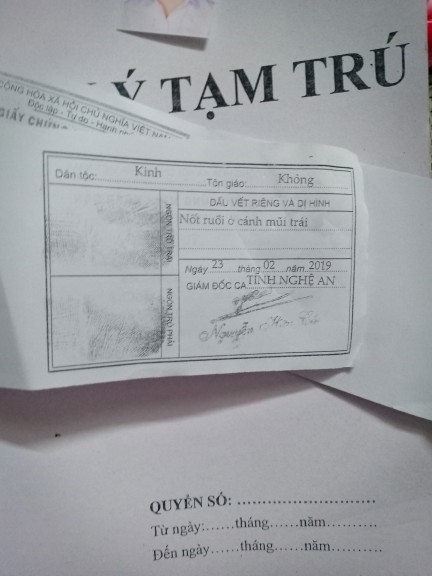 Ý TẠM TRÚ
CỘNG HÒA XÃ HỘI CHỦ NGHĨA VIỆT NAM
Độc lập - Tự do - Hạnh
GIẤY CHỨNG
Dân tộc: Kinh Tôn giáo: Không
NGÓN TRỎ TRÁI
DẤU VẾT RIÊNG VÀ DỊ HÌNH
Nốt ruồi ở cánh mũi trái
Ngày 23 tháng 02 năm 2019
GIÁM ĐỐC CA TỈNH NGHỆ AN
NGÓN TRỎ PHẢI
Nguyễn
QUYỂN SỐ: ..........................
Từ ngày:......tháng......năm..........
Đến ngày......tháng......năm..........